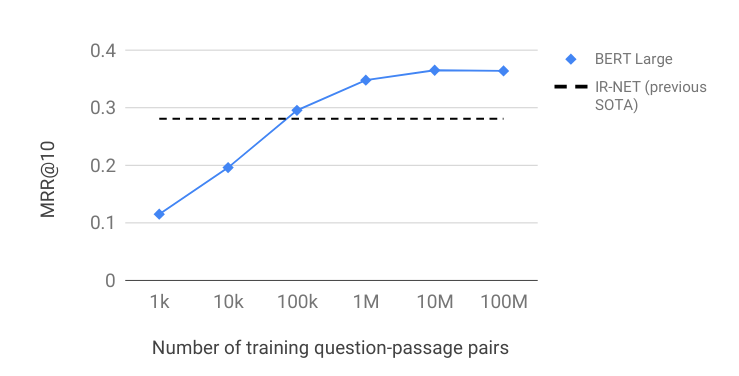 0.4
0.3
0.2
0.1
0
MRR@10
1k 10k 100k 1M 10M 100M
Number of training question-passage pairs
BERT Large
IR-NET (previous
SOTA)